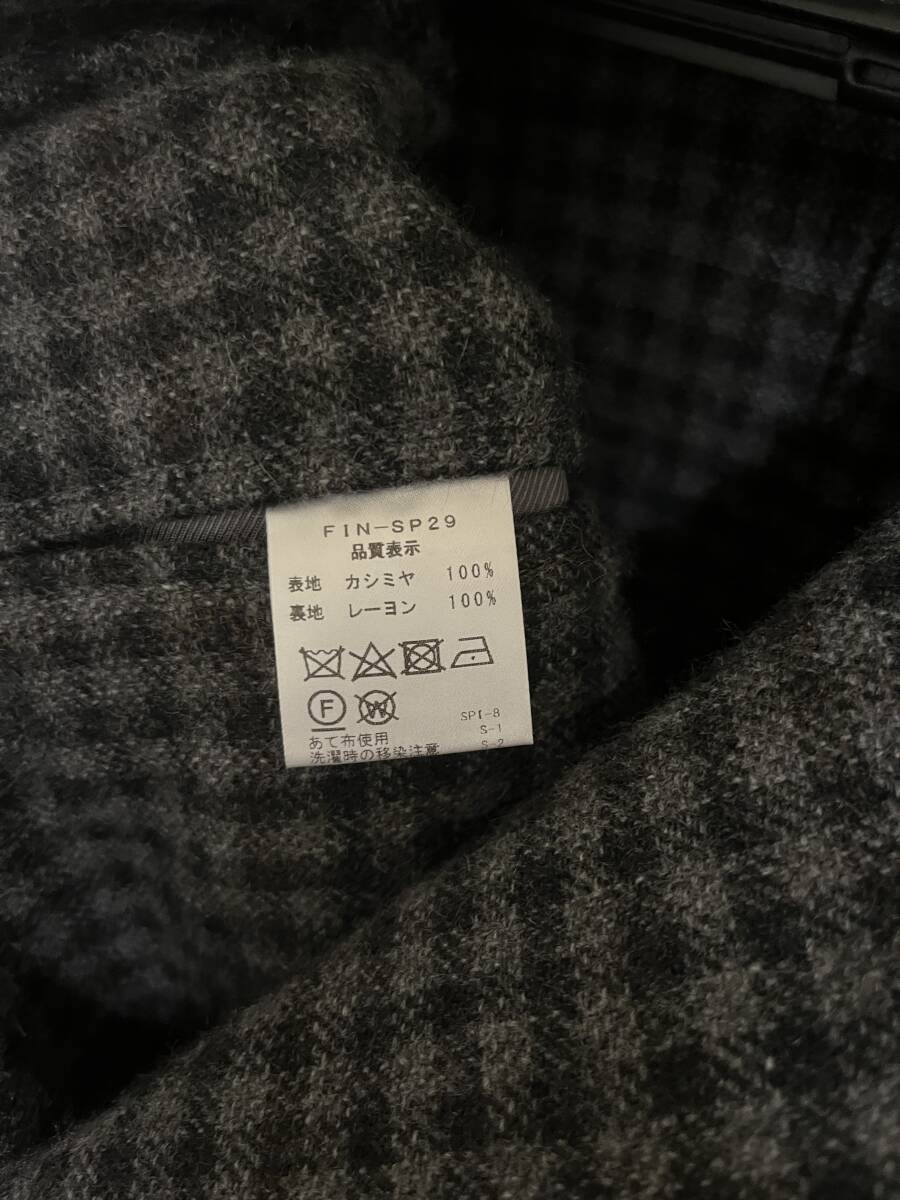 FIN-SP29
品質表示
表地 カシミヤ 100%
裏地 レーヨン 100%
F W
SPI-8
S-1
S-2
あて布使用
洗濯時の移染注意